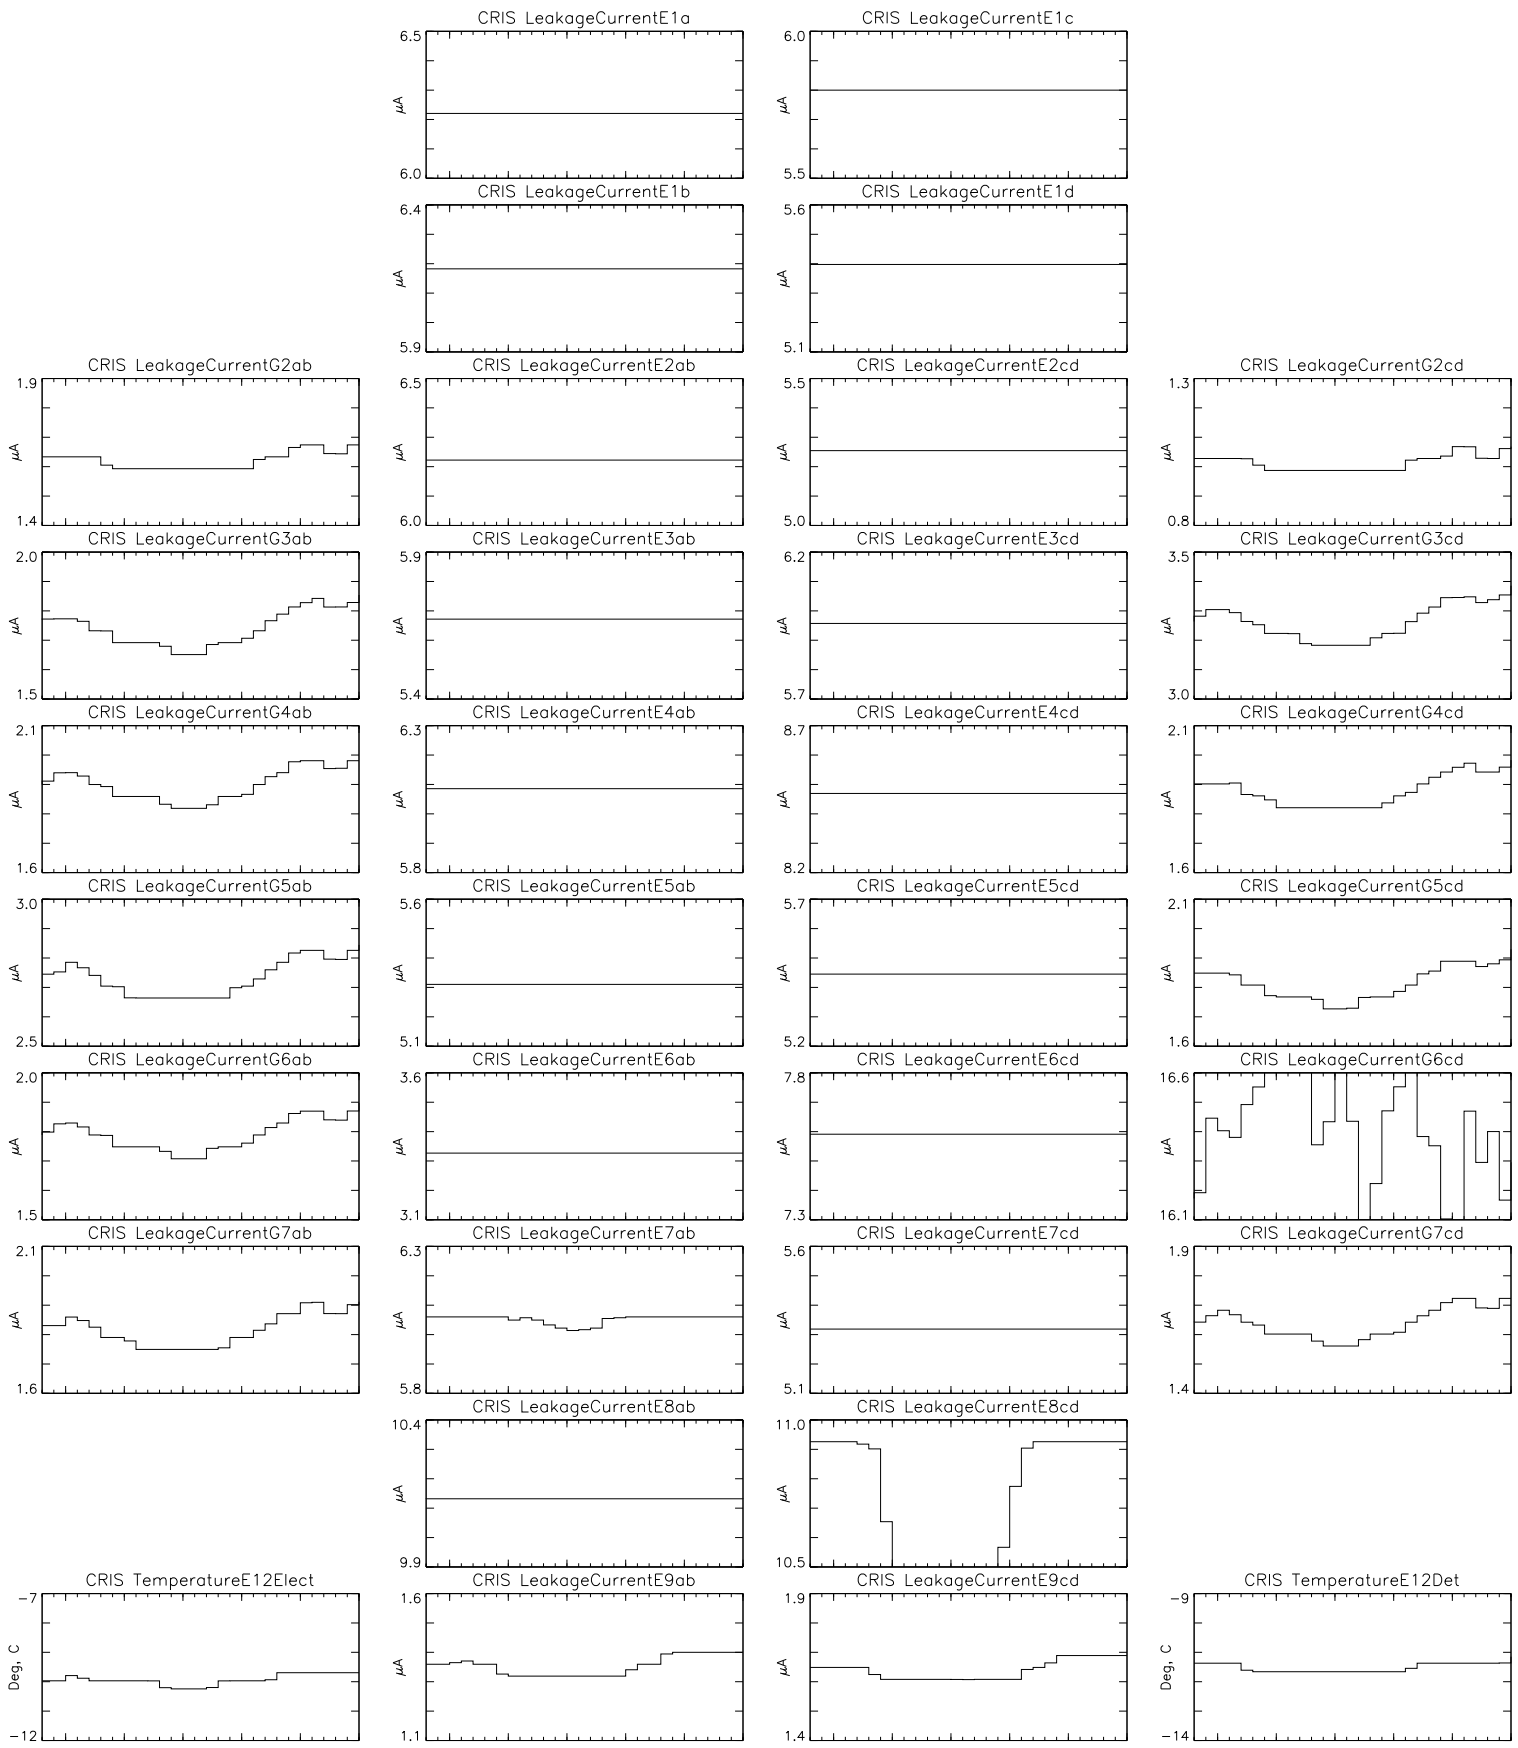 CRIS LeakageCurrentE1a CRIS LeakageCurrentE1c
6.5 6.0
μA μA
6.0 5.5
CRIS LeakageCurrentE1b CRIS LeakageCurrentE1d
6.4 5.6
μA μA
5.9 5.1
CRIS LeakageCurrentG2ab CRIS LeakageCurrentE2ab CRIS LeakageCurrentE2cd CRIS LeakageCurrentG2cd
1.9 6.5 5.5 1.3
μA μA μA μA
1.4 6.0 5.0 0.8
CRIS LeakageCurrentG3ab CRIS LeakageCurrentE3ab CRIS LeakageCurrentE3cd CRIS LeakageCurrentG3cd
2.0 5.9 6.2 3.5
μA μA μA μA
1.5 5.4 5.7 3.0
CRIS LeakageCurrentG4ab CRIS LeakageCurrentE4ab CRIS LeakageCurrentE4cd CRIS LeakageCurrentG4cd
2.1 6.3 8.7 2.1
μA μA μA μA
1.6 5.8 8.2 1.6
CRIS LeakageCurrentG5ab CRIS LeakageCurrentE5ab CRIS LeakageCurrentE5cd CRIS LeakageCurrentG5cd
3.0 5.6 5.7 2.1
μA μA μA μA
2.5 5.1 5.2 1.6
CRIS LeakageCurrentG6ab CRIS LeakageCurrentE6ab CRIS LeakageCurrentE6cd CRIS LeakageCurrentG6cd
2.0 3.6 7.8 16.6
μA μA μA μA
1.5 3.1 7.3 16.1
CRIS LeakageCurrentG7ab CRIS LeakageCurrentE7ab CRIS LeakageCurrentE7cd CRIS LeakageCurrentG7cd
2.1 6.3 5.6 1.9
μA μA μA μA
1.6 5.8 5.1 1.4
CRIS LeakageCurrentE8ab CRIS LeakageCurrentE8cd
10.4 11.0
μA μA
9.9 10.5
CRIS TemperatureE12Elect CRIS LeakageCurrentE9ab CRIS LeakageCurrentE9cd CRIS TemperatureE12Det
-7 1.6 1.9 -9
Deg, C μA μA Deg, C
-12 1.1 1.4 -14